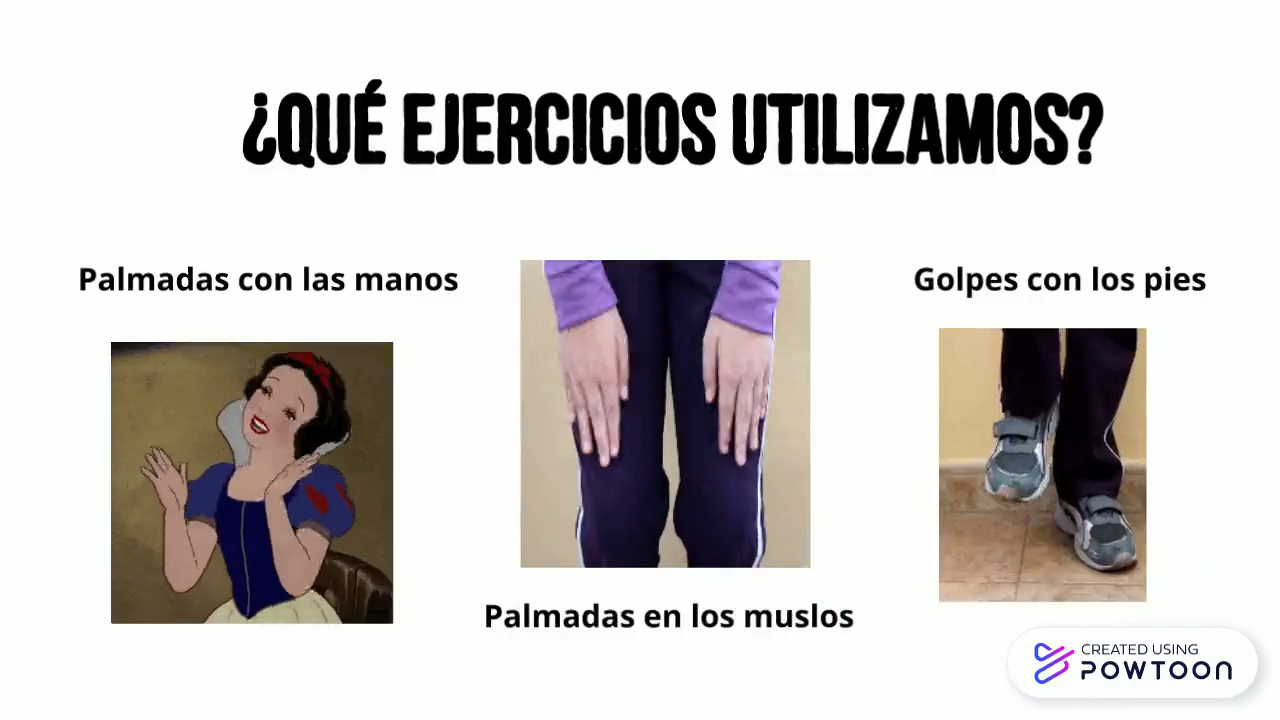 ¿QUÉ EJERCICIOS UTILIZAMOS?
Palmadas con las manos
Palmadas en los muslos
Golpes con los pies
CREATED USING
POWTOON